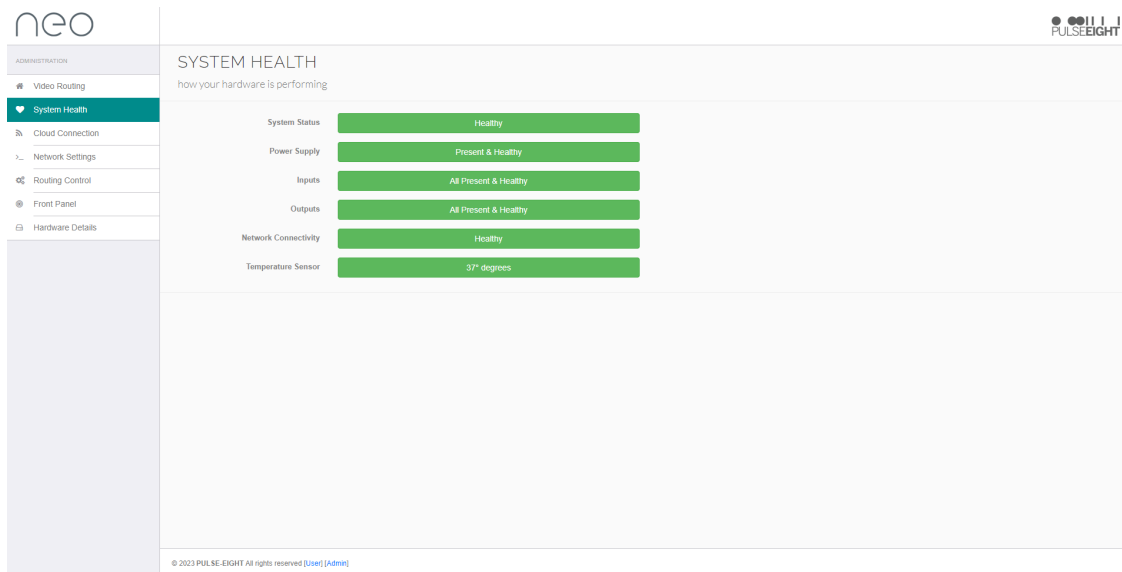 neo
PULSEEIGHT
ADMINISTRATION
Video Routing
System Health
Cloud Connection
Network Settings
Routing Control
Front Panel
Hardware Details
SYSTEM HEALTH
how your hardware is performing
System Status Healthy
Power Supply Present & Healthy
Inputs All Present & Healthy
Outputs All Present & Healthy
Network Connectivity Healthy
Temperature Sensor 37° degrees
© 2023 PULSE-EIGHT All rights reserved [User] [Admin]